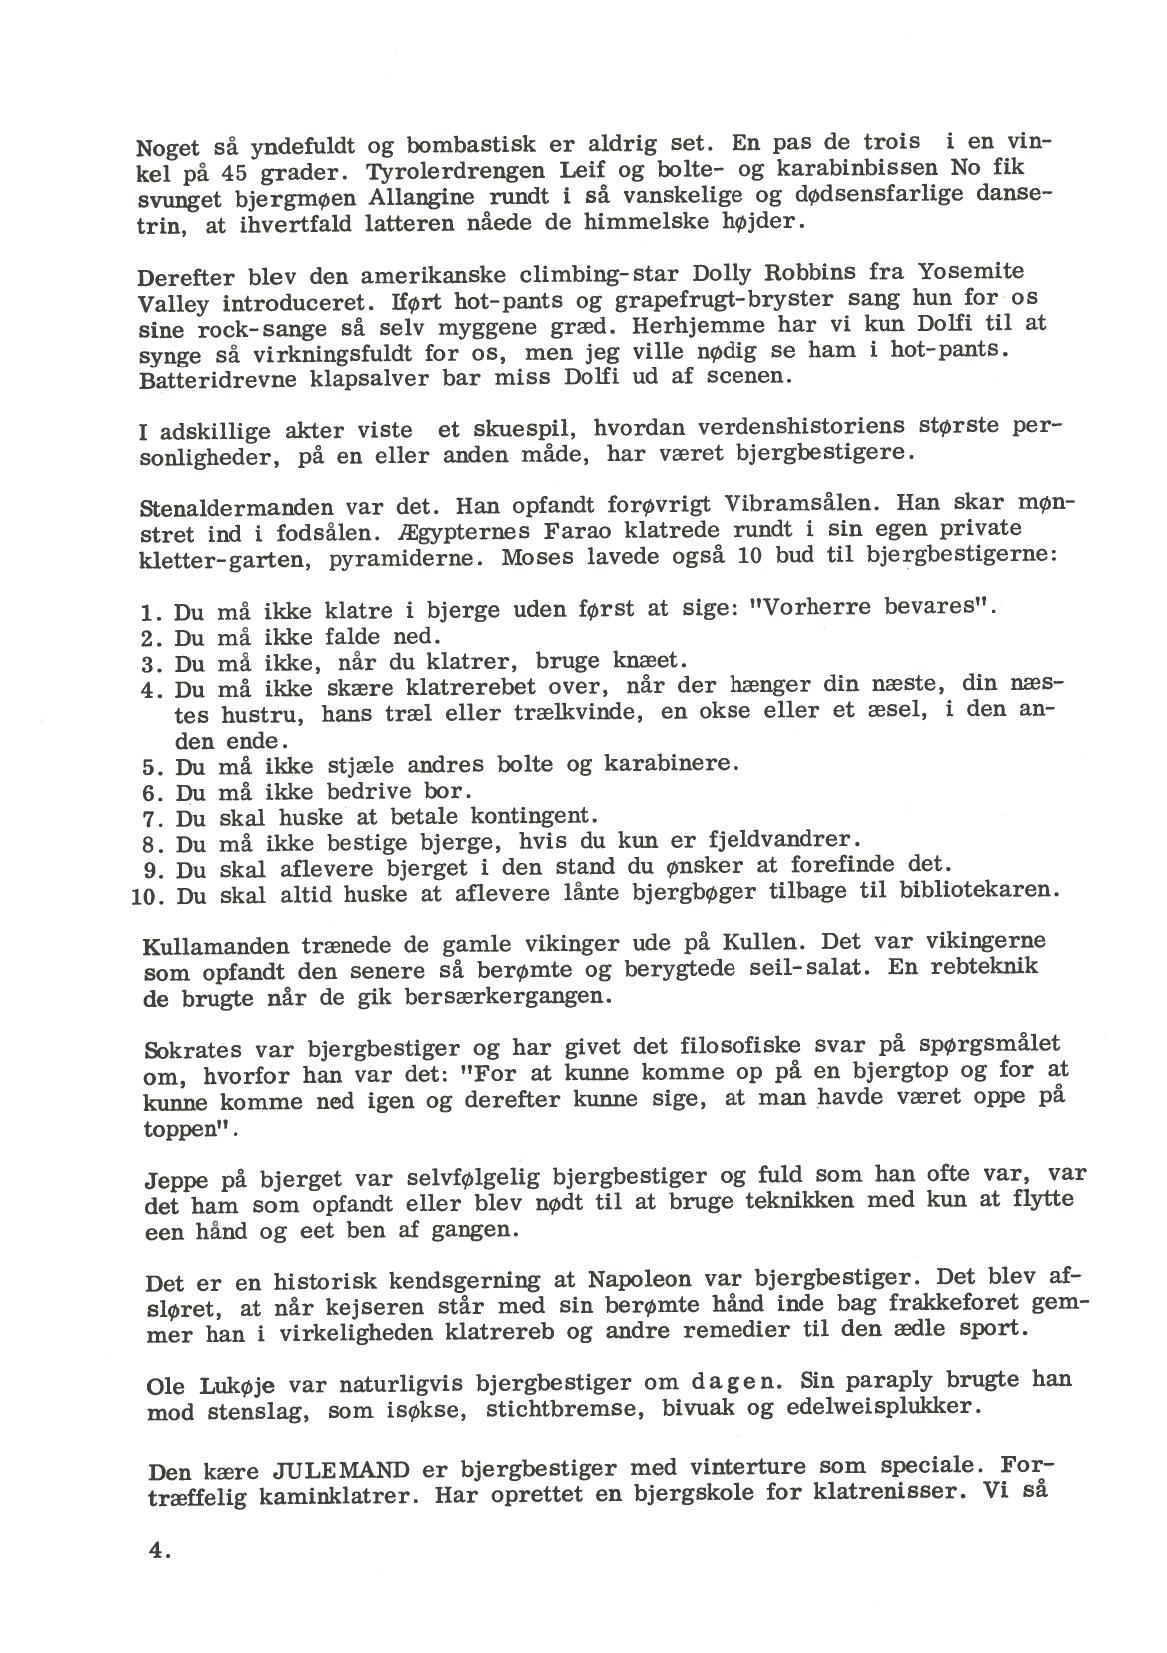 Noget så yndefuldt og bombastisk er aldrig set. En pas de trois i en vin-
kel på 45 grader. Tyrolerdrengen Leif og bolte- og karabinbissen No fik
svunget bjergmøen Allangine rundt i så vanskelige og dødsensfarlige danse-
trin, at ihvertfald latteren nåede de himmelske højder.
Derefter blev den amerikanske climbing-star Dolly Robbins fra Yosemite
Valley introduceret. Iført hot-pants og grapefrugt-bryster sang hun for os
sine rock-sange så selv myggene græd. Herhjemme har vi kun Dolfi til at
synge så virkningsfuldt for os, men jeg ville nødig se ham i hot-pants.
Batteridrevne klapsalver bar miss Dolfi ud af scenen.
I adskillige akter viste et skuespil, hvordan verdenshistoriens største per-
sonligheder, på en eller anden måde, har været bjergbestigere.
Stenaldermanden var det. Han opfandt forøvrigt Vibramsålen. Han skar møn-
stret ind i fodsålen. Ægypternes Farao klatrede rundt i sin egen private
kletter-garten, pyramiderne. Moses lavede også 10 bud til bjergbestigerne:
1. Du må ikke klatre i bjerge uden først at sige: "Vorherre bevares".
2. Du må ikke falde ned.
3. Du må ikke, når du klatrer, bruge knæet.
4. Du må ikke skære klatrerebet over, når der hænger din næste, din næs-
tes hustru, hans træl eller trælkvinde, en okse eller et æsel, i den an-
den ende.
5. Du må ikke stjæle andres bolte og karabinere.
6. Du må ikke bedrive bor.
7. Du skal huske at betale kontingent.
8. Du må ikke bestige bjerge, hvis du kun er fjeldvandrer.
9. Du skal aflevere bjerget i den stand du ønsker at forefinde det.
10. Du skal altid huske at aflevere lånte bjergbøger tilbage til bibliotekaren.
Kullamanden trænede de gamle vikinger ude på Kullen. Det var vikingerne
som opfandt den senere så berømte og berygtede seil-salat. En rebteknik
de brugte når de gik bersærkergangen.
Sokrates var bjergbestiger og har givet det filosofiske svar på spørgsmålet
om, hvorfor han var det: "For at kunne komme op på en bjergtop og for at
kunne komme ned igen og derefter kunne sige, at man havde været oppe på
toppen".
Jeppe på bjerget var selvfølgelig bjergbestiger og fuld som han ofte var, var
det ham som opfandt eller blev nødt til at bruge teknikken med kun at flytte
een hånd og eet ben af gangen.
Det er en historisk kendsgerning at Napoleon var bjergbestiger. Det blev af-
sløret, at når kejseren står med sin berømte hånd inde bag frakkeforet gem-
mer han i virkeligheden klatrereb og andre remedier til den ædle sport.
Ole Lukøje var naturligvis bjergbestiger om dagen. Sin paraply brugte han
mod stenslag, som isøkse, stichtbremse, bivuak og edelweisplukker.
Den kære JULEMAND er bjergbestiger med vinterture som speciale. For-
træffelig kaminklatrer. Har oprettet en bjergskole for klatrenisser. Vi så
4.